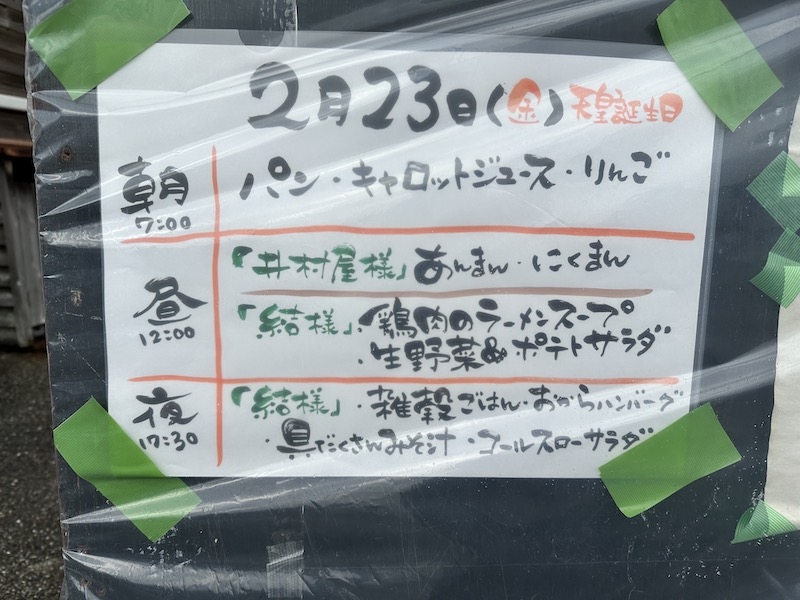 2月23日(金)天皇誕生日
朝 パン・キャロットジュース・りんご
7:00
「井村屋様」あんまん・にくまん
昼
12:00
「結様」・鶏肉のラーメンスープ
・生野菜&ポテトサラダ
夜 「結様」・雑穀ごはん・おからハンバーグ
17:30 ・具だくさんみそ汁・コールスローサラダ